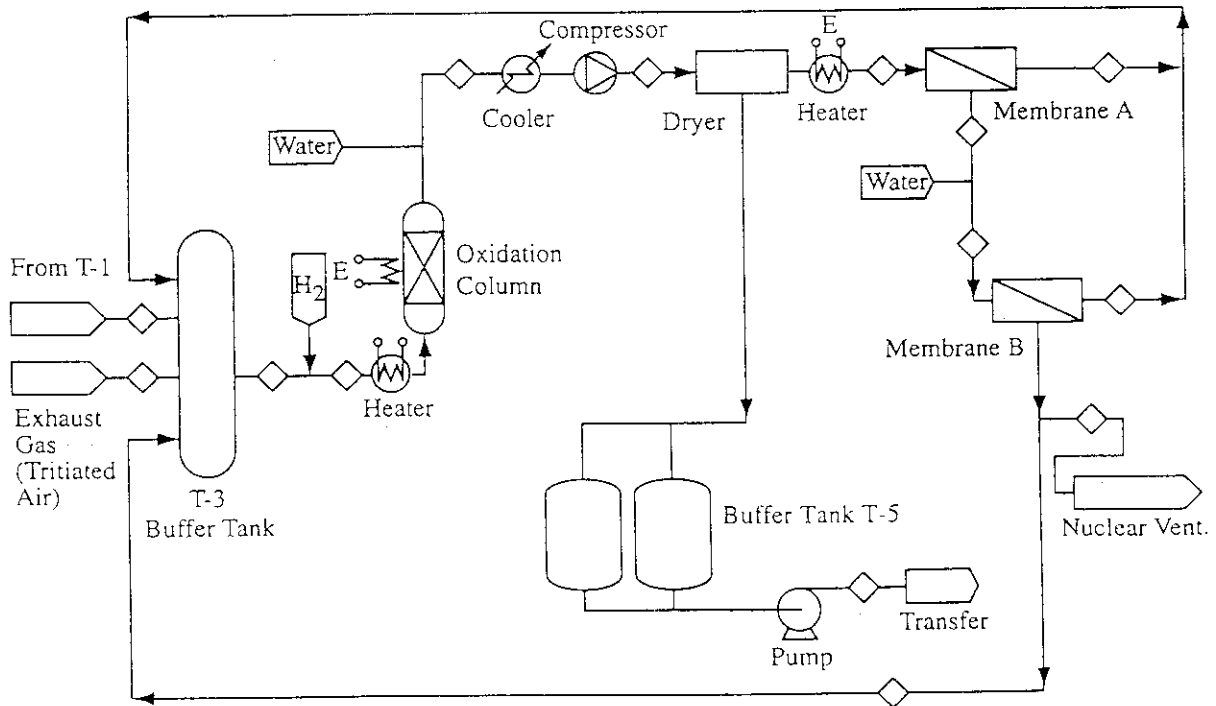 E
Compressor
Cooler
Dryer
Heater
Membrane A
Water
Water
From T-1
H2
E
Oxidation
Column
Membrane B
Heater
Exhaust
Gas
(Tritiated
Air)
T-3
Buffer Tank
Buffer Tank T-5
Nuclear Vent.
Transfer
Pump